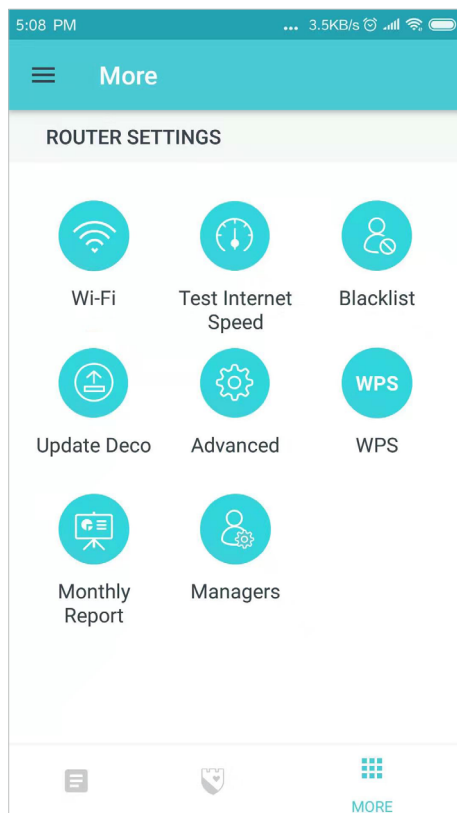 5:08 PM ... 3.5KB/s
More
ROUTER SETTINGS
Wi-Fi Test Internet Blacklist
Speed
Update Deco Advanced WPS WPS
Monthly Managers
Report
MORE